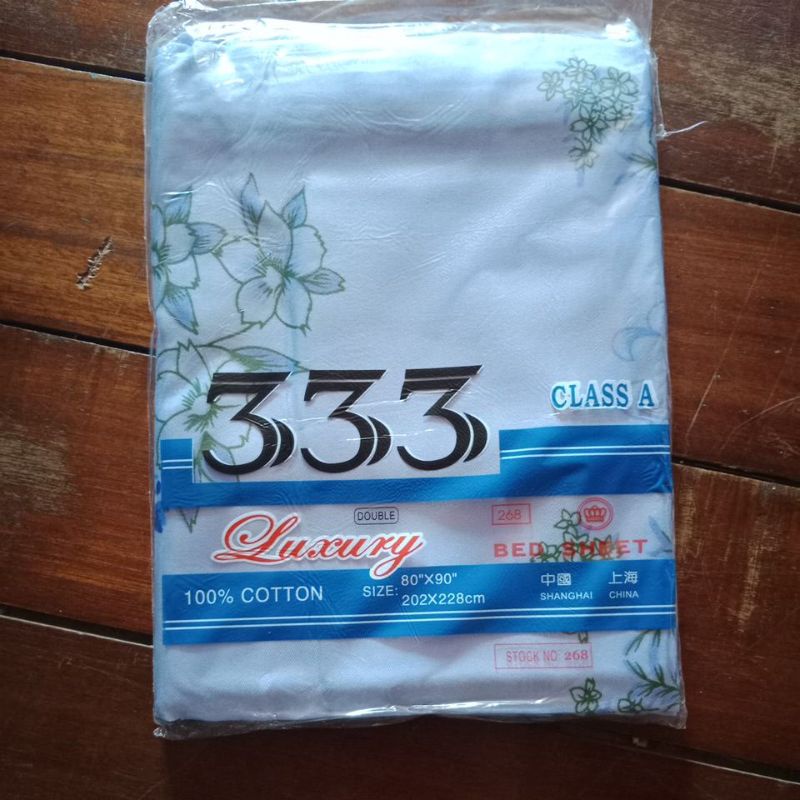 333
CLASS A
DOUBLE
268
Luxury
BED SHEET
100% COTTON
SIZE: 80"X90"
202X228cm
中國 上海
SHANGHAI CHINA
STOCK NO 268